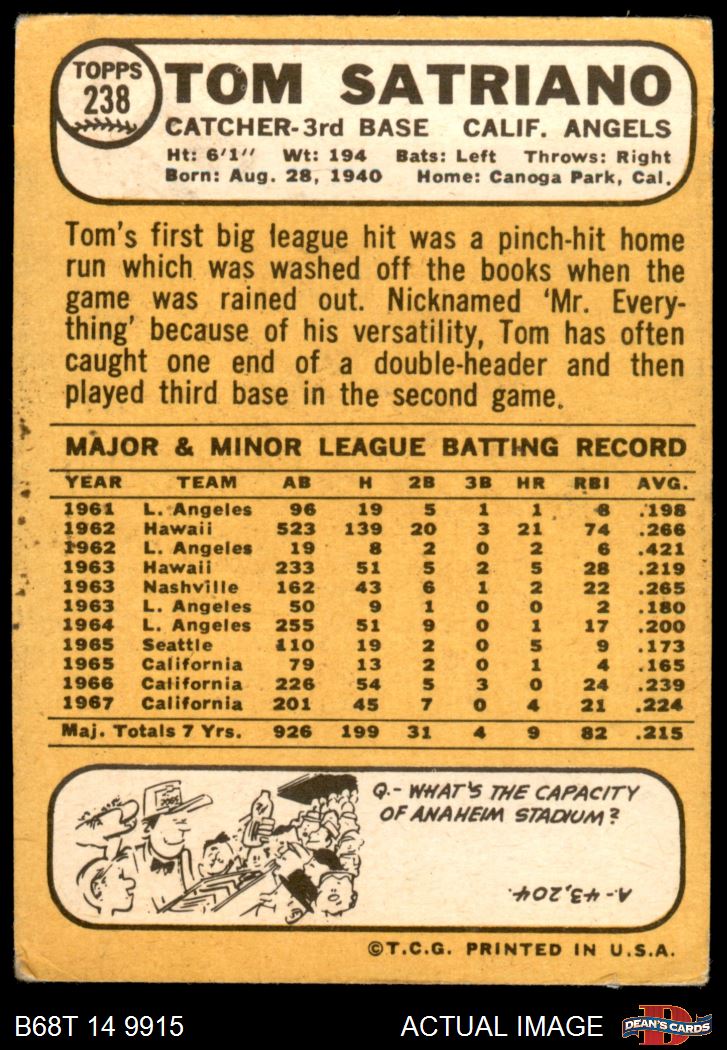 TOPPS
238
TOM SATRIANO
CATCHER-3rd BASE CALIF. ANGELS
Ht: 6'1" Wt: 194 Bats: Left Throws: Right
Born: Aug. 28, 1940 Home: Canoga Park, Cal.
Tom's first big league hit was a pinch-hit home
run which was washed off the books when the
game was rained out. Nicknamed 'Mr. Every-
thing' because of his versatility, Tom has often
caught one end of a double-header and then
played third base in the second game.
MAJOR & MINOR LEAGUE BATTING RECORD
YEAR TEAM AB H 2B 3B HR RBI AVG.
1961 L. Angeles 96 19 5 1 1 8 .198
1962 Hawaii 523 139 20 3 21 74 .266
1962 L. Angeles 19 8 2 0 2 6 .421
1963 Hawaii 233 51 5 2 5 28 .219
1963 Nashville 162 43 6 1 2 22 .265
1963 L. Angeles 50 9 1 0 0 2 .180
1964 L. Angeles 255 51 9 0 1 17 .200
1965 Seattle 110 19 2 0 5 9 .173
1965 California 79 13 2 0 1 4 .165
1966 California 226 54 5 3 0 24 .239
1967 California 201 45 7 0 4 21 .224
Maj. Totals 7 Yrs. 926 199 31 4 9 82 .215
Q.- WHAT'S THE CAPACITY
OF ANAHEIM STADIUM?
A-43,204.
©T.C.G. PRINTED IN U.S.A.
B68T 14 9915 ACTUAL IMAGE
D
DEAN'S CARDS